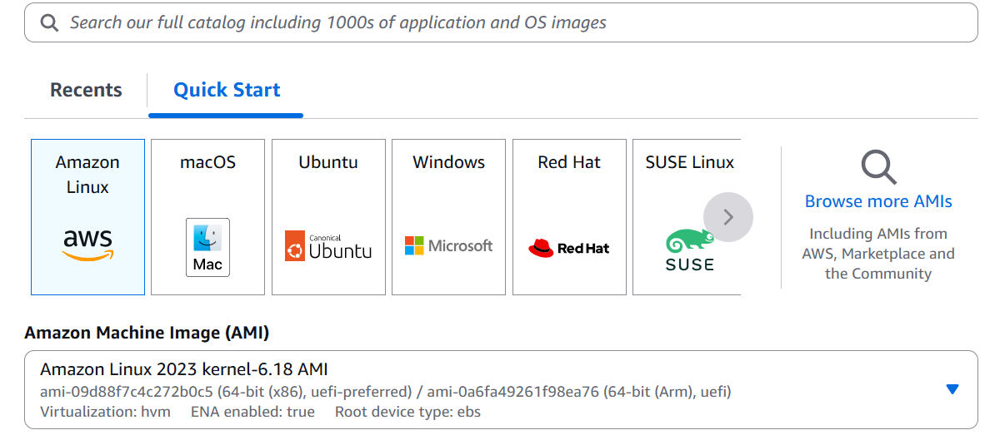 Search our full catalog including 1000s of application and OS images
Recents
Quick Start
Amazon
Linux
aws
macOS
Mac
Ubuntu
Canonical
Ubuntu
Windows
Microsoft
Red Hat
Red Hat
SUSE Linux
SUSE
Browse more AMIs
Including AMIs from
AWS, Marketplace and
the Community
Amazon Machine Image (AMI)
Amazon Linux 2023 kernel-6.18 AMI
ami-09d88f7c4c272b0c5 (64-bit (x86), uefi-preferred) / ami-0a6fa49261f98ea76 (64-bit (Arm), uefi)
Virtualization: hvm ENA enabled: true Root device type: ebs